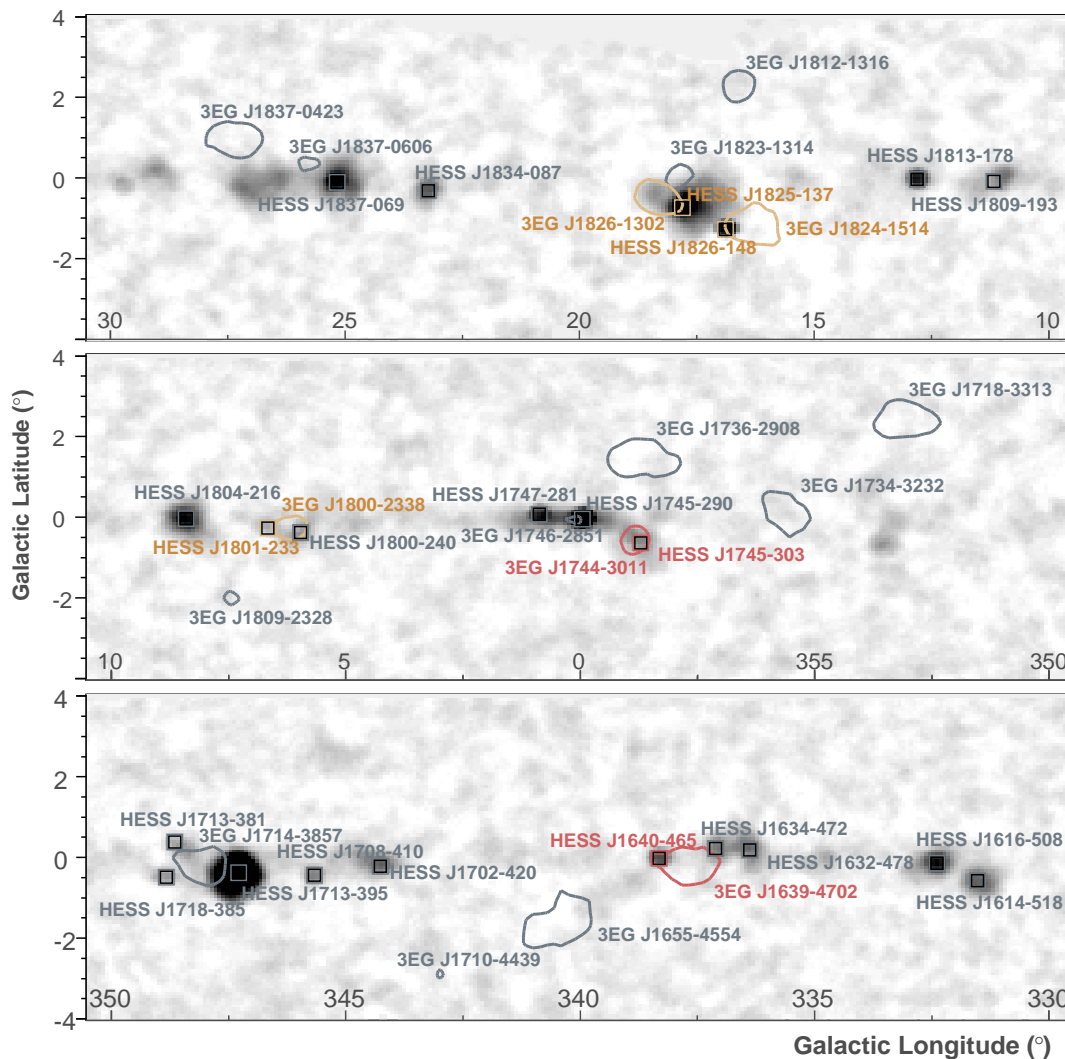 4
3EG J1812-1316
2
3EG J1837-0423
3EG J1837-0606
3EG J1823-1314
HESS J1813-178
HESS J1834-087
0
HESS J1825-137
HESS J1837-069
HESS J1809-193
3EG J1826-1302
3EG J1824-1514
HESS J1826-148
-2
30
25
20
15
10
4
3EG J1718-3313
2
3EG J1736-2908
3EG J1734-3232
HESS J1804-216
HESS J1747-281
3EG J1800-2338
HESS J1745-290
0
3EG J1746-2851
HESS J1801-233
HESS J1800-240
HESS J1745-303
3EG J1744-3011
-2
3EG J1809-2328
10
5
0
355
350
Galactic Latitude (°)
4
2
HESS J1713-381
3EG J1714-3857
HESS J1634-472
HESS J1640-465
HESS J1616-508
HESS J1708-410
0
HESS J1632-478
HESS J1702-420
HESS J1713-395
3EG J1639-4702
HESS J1718-385
HESS J1614-518
3EG J1655-4554
-2
3EG J1710-4439
350
345
340
335
330
-4
Galactic Longitude (°)